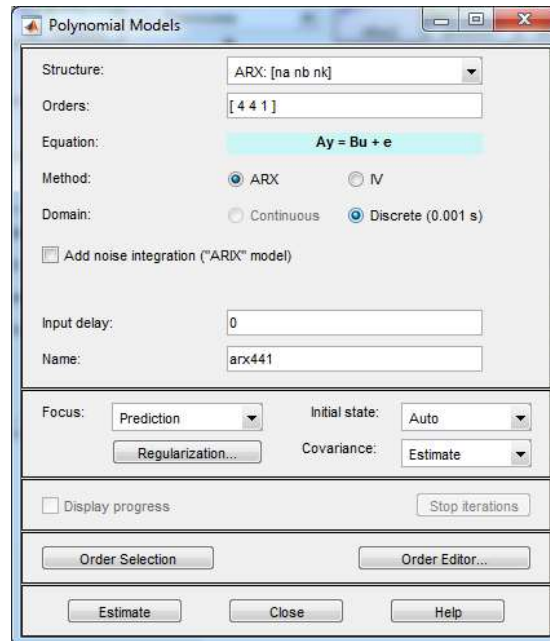 Polynomial Models
Structure: ARX: [na nb nk]
Orders: [ 4 4 1 ]
Equation: Ay = Bu + e
Method: ARX IV
Domain: Continuous Discrete (0.001 s)
Add noise integration ("ARIX" model)
Input delay: 0
Name: arx441
Focus: Prediction Initial state: Auto
Regularization... Covariance: Estimate
Display progress Stop iterations
Order Selection Order Editor...
Estimate Close Help